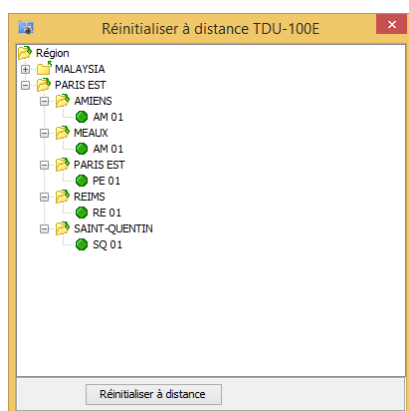 Réinitialiser à distance TDU-100E
Région
MALAYSIA
PARIS EST
AMIENS
AM 01
MEAUX
AM 01
PARIS EST
PE 01
REIMS
RE 01
SAINT-QUENTIN
SQ 01
Réinitialiser à distance